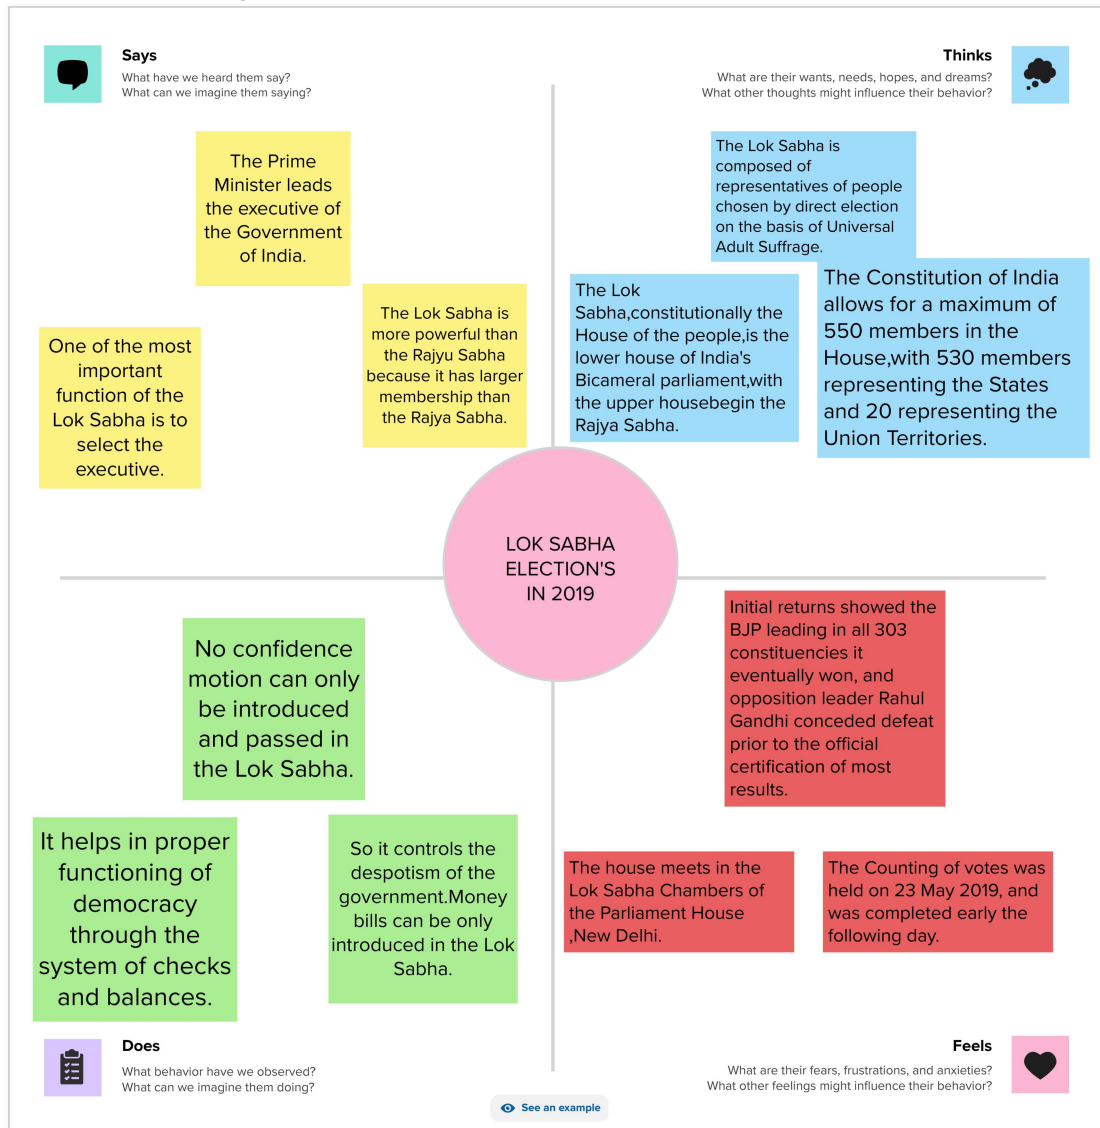 Says
What have we heard them say?
What can we imagine them saying?
Thinks
What are their wants, needs, hopes, and dreams?
What other thoughts might influence their behavior?
The Prime
Minister leads
the executive of
the Government
of India.
The Lok Sabha is
more powerful than
the Rajyu Sabha
because it has larger
membership than
the Rajya Sabha.
One of the most
important
function of the
Lok Sabha is to
select the
executive.
The Lok Sabha is
composed of
representatives of people
chosen by direct election
on the basis of Universal
Adult Suffrage.
The Lok
Sabha,constitutionally the
House of the people,is the
lower house of India's
Bicameral parliament,with
the upper housebegin the
Rajya Sabha.
The Constitution of India
allows for a maximum of
550 members in the
House,with 530 members
representing the States
and 20 representing the
Union Territories.
LOK SABHA
ELECTION'S
IN 2019
No confidence
motion can only
be introduced
and passed in
the Lok Sabha.
It helps in proper
functioning of
democracy
through the
system of checks
and balances.
So it controls the
despotism of the
government.Money
bills can be only
introduced in the Lok
Sabha.
Initial returns showed the
BJP leading in all 303
constituencies it
eventually won, and
opposition leader Rahul
Gandhi conceded defeat
prior to the official
certification of most
results.
The house meets in the
Lok Sabha Chambers of
the Parliament House
,New Delhi.
The Counting of votes was
held on 23 May 2019, and
was completed early the
following day.
Does
What behavior have we observed?
What can we imagine them doing?
Feels
What are their fears, frustrations, and anxieties?
What other feelings might influence their behavior?
See an example